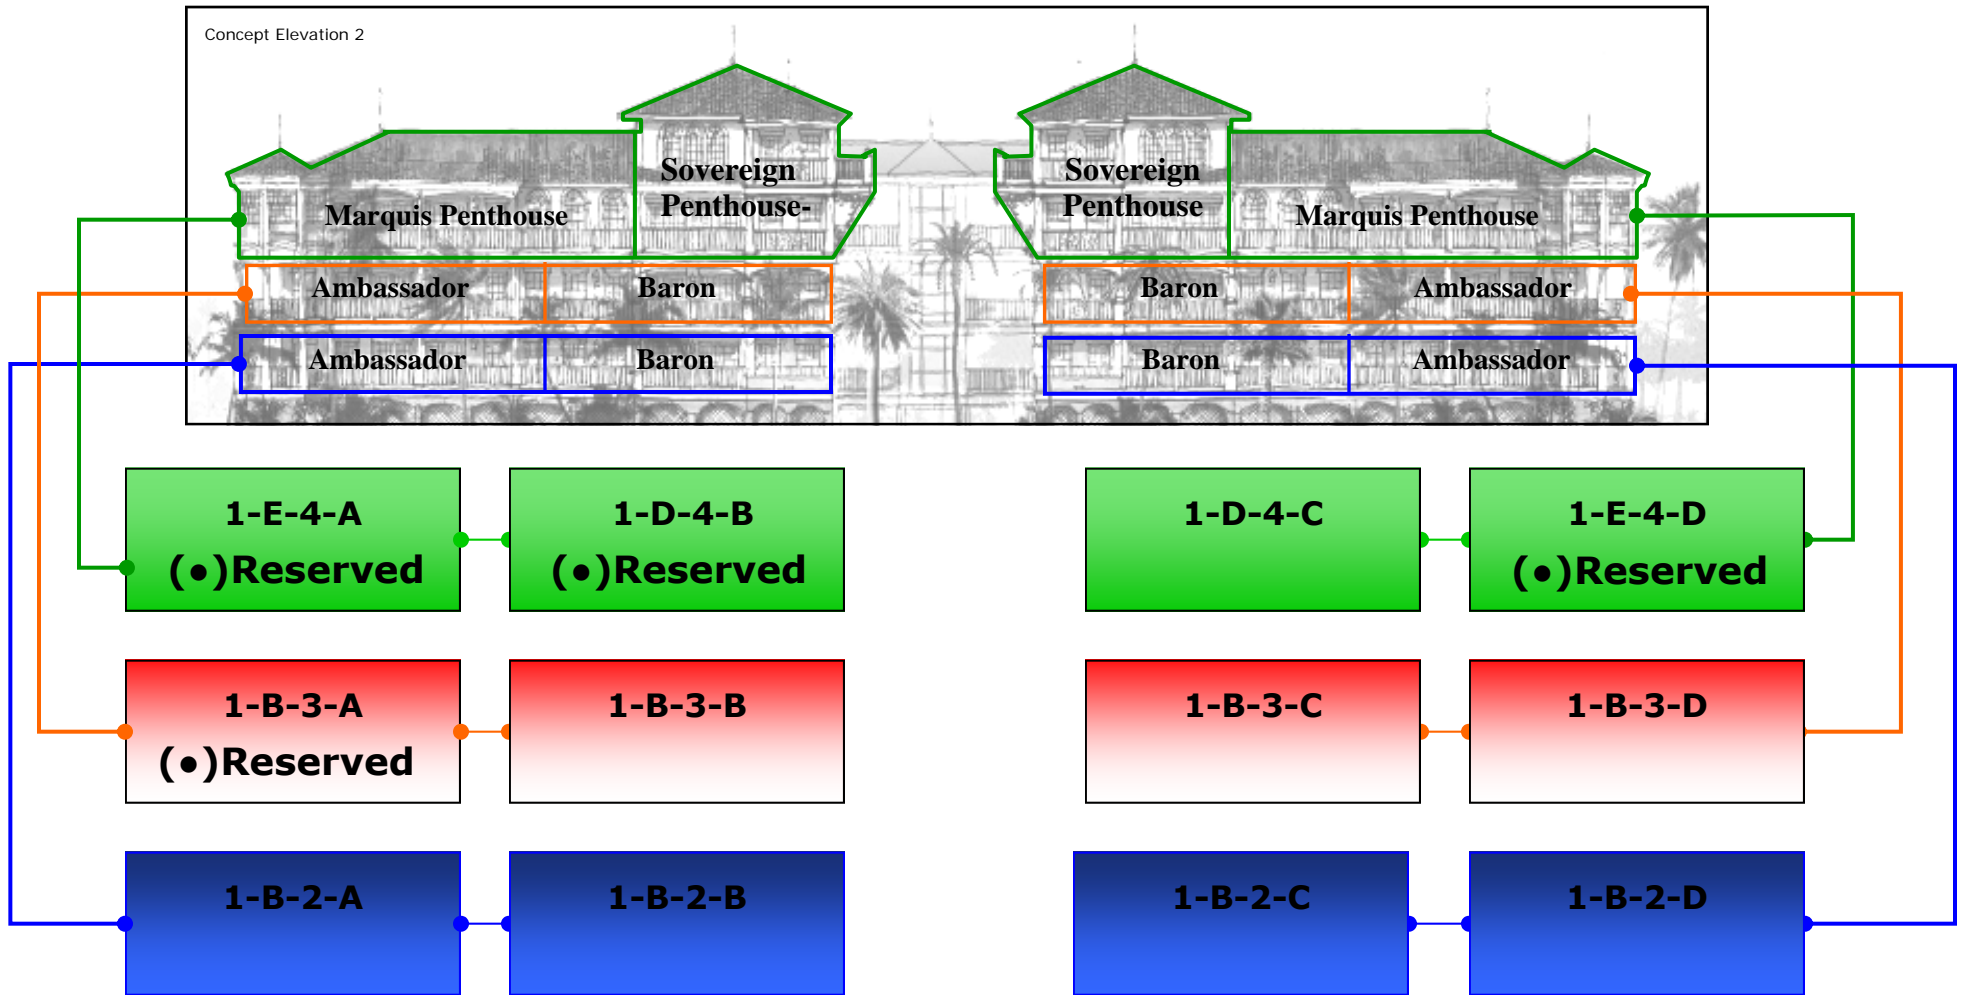 Concept Elevation 2
Sovereign
Penthouse-
Sovereign
Penthouse
Marquis Penthouse
Marquis Penthouse
Ambassador
Baron
Baron
Ambassador
Ambassador
Baron
Baron
Ambassador
1-E-4-A
(●)Reserved
1-D-4-B
(●)Reserved
1-D-4-C
1-E-4-D
(●)Reserved
1-B-3-A
(●)Reserved
1-B-3-B
1-B-3-C
1-B-3-D
1-B-2-A
1-B-2-B
1-B-2-C
1-B-2-D